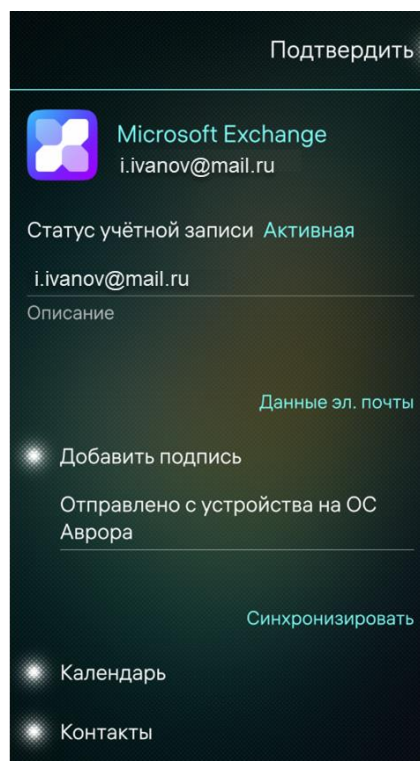 Подтвердить
Microsoft Exchange
i.ivanov@mail.ru
Статус учётной записи Активная
i.ivanov@mail.ru
Описание
Данные эл. почты
Добавить подпись
Отправлено с устройства на ОС
Аврора
Синхронизировать
Календарь
Контакты